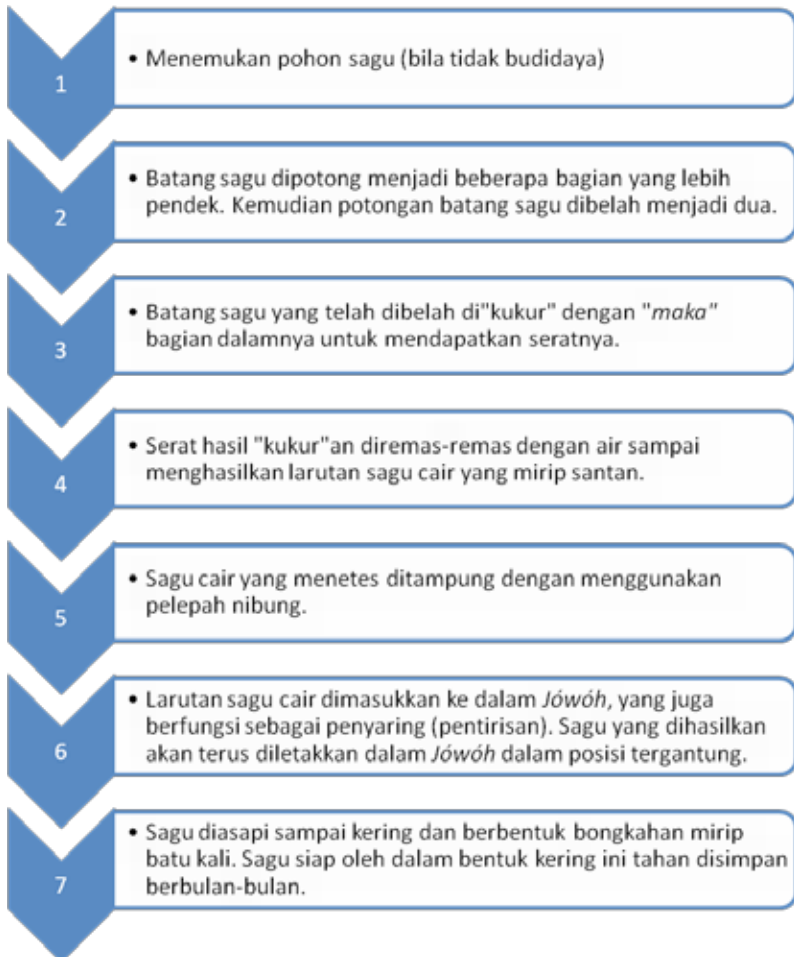 1
• Menemukan pohon sagu (bila tidak budidaya)
2
• Batang sagu dipotong menjadi beberapa bagian yang lebih
pendek. Kemudian potongan batang sagu dibelah menjadi dua.
3
• Batang sagu yang telah dibelah di"kukur" dengan "maka"
bagian dalamnya untuk mendapatkan seratnya.
4
• Serat hasil "kukur"an diremas-remas dengan air sampai
menghasilkan larutan sagu cair yang mirip santan.
5
• Sagu cair yang menetes ditampung dengan menggunakan
pelepah nibung.
6
• Larutan sagu cair dimasukkan ke dalam Jówóh, yang juga
berfungsi sebagai penyaring (pentirisan). Sagu yang dihasilkan
akan terus diletakkan dalam Jówóh dalam posisi tergantung.
7
• Sagu diasapi sampai kering dan berbentuk bongkahan mirip
batu kali. Sagu siap oleh dalam bentuk kering ini tahan disimpan
berbulan-bulan.